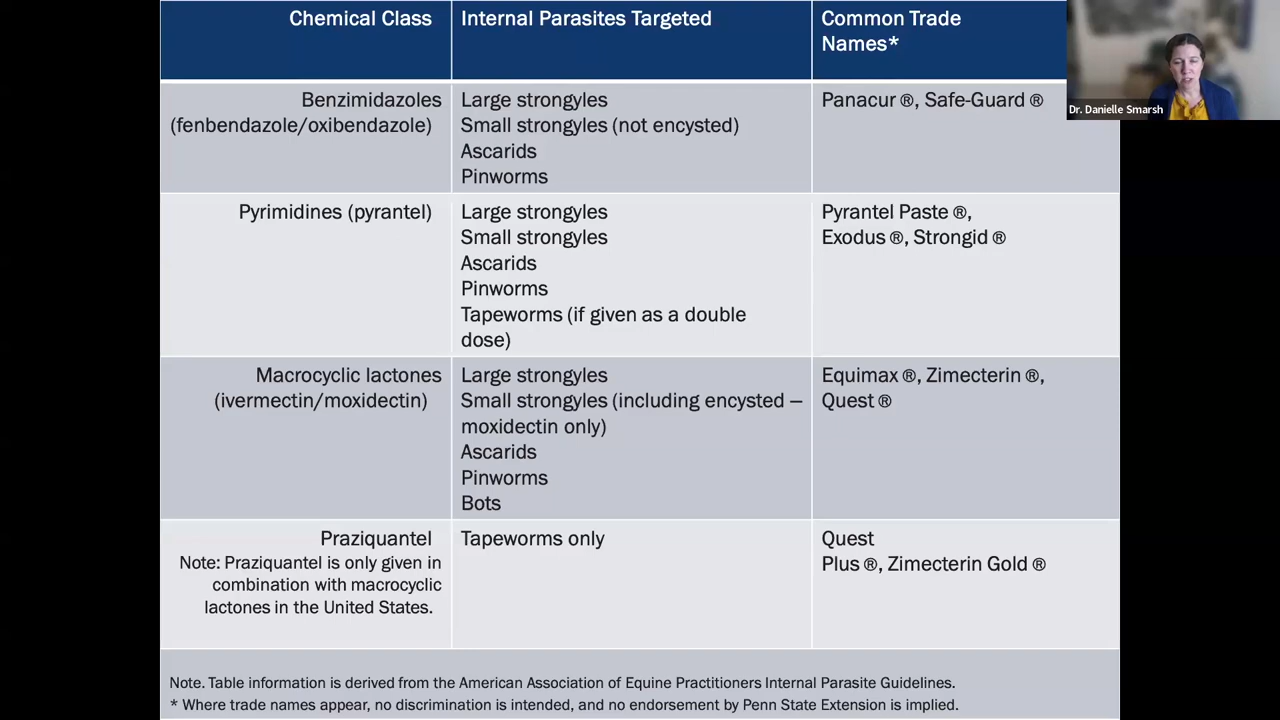 Chemical Class
Internal Parasites Targeted
Common Trade
Names*
Benzimidazoles
(fenbendazole/oxibendazole)
Large strongyles
Small strongyles (not encysted)
Ascarids
Pinworms
Panacur ®, Safe-Guard ®
Pyrimidines (pyrantel)
Large strongyles
Small strongyles
Ascarids
Pinworms
Tapeworms (if given as a double
dose)
Pyrantel Paste ®,
Exodus ®, Strongid ®
Macrocyclic lactones
(ivermectin/moxidectin)
Large strongyles
Small strongyles (including encysted –
moxidectin only)
Ascarids
Pinworms
Bots
Equimax ®, Zimecterin ®,
Quest ®
Praziquantel
Note: Praziquantel is only given in
combination with macrocyclic
lactones in the United States.
Tapeworms only
Quest
Plus ®, Zimecterin Gold ®
Note. Table information is derived from the American Association of Equine Practitioners Internal Parasite Guidelines.
* Where trade names appear, no discrimination is intended, and no endorsement by Penn State Extension is implied.
Dr. Danielle Smarsh